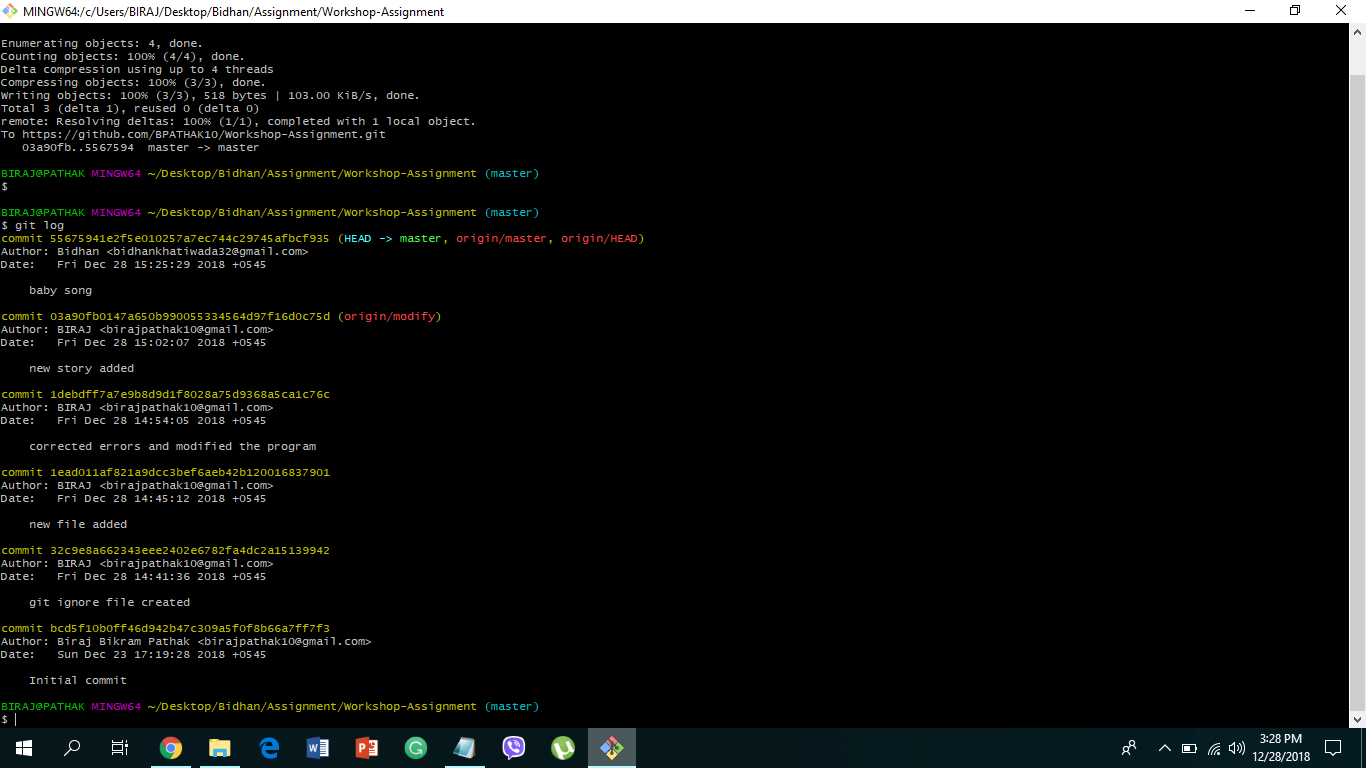 MINGW64:/c/Users/BIRAJ/Desktop/Bidhan/Assignment/Workshop-Assignment
Enumerating objects: 4, done.
Counting objects: 100% (4/4), done.
Delta compression using up to 4 threads
Compressing objects: 100% (3/3), done.
Writing objects: 100% (3/3), 518 bytes | 103.00 KiB/s, done.
Total 3 (delta 1), reused 0 (delta 0)
remote: Resolving deltas: 100% (1/1), completed with 1 local object.
To https://github.com/BPATHAK10/Workshop-Assignment.git
   03a90fb..5567594  master -> master
BIRAJ@PATHAK MINGW64 ~/Desktop/Bidhan/Assignment/Workshop-Assignment (master)
$
BIRAJ@PATHAK MINGW64 ~/Desktop/Bidhan/Assignment/Workshop-Assignment (master)
$ git log
commit 55675941e2f5e010257a7ec744c29745afbcf935 (HEAD -> master, origin/master, origin/HEAD)
Author: Bidhan <bidhankhatiwada32@gmail.com>
Date:   Fri Dec 28 15:25:29 2018 +0545
    baby song
commit 03a90fb0147a650b990055334564d97f16d0c75d (origin/modify)
Author: BIRAJ <birajpathak10@gmail.com>
Date:   Fri Dec 28 15:02:07 2018 +0545
    new story added
commit 1debdff7a7e9b8d9d1f8028a75d9368a5ca1c76c
Author: BIRAJ <birajpathak10@gmail.com>
Date:   Fri Dec 28 14:54:05 2018 +0545
    corrected errors and modified the program
commit 1ead011af821a9dcc3bef6aeb42b120016837901
Author: BIRAJ <birajpathak10@gmail.com>
Date:   Fri Dec 28 14:45:12 2018 +0545
    new file added
commit 32c9e8a662343eee2402e6782fa4dc2a15139942
Author: BIRAJ <birajpathak10@gmail.com>
Date:   Fri Dec 28 14:41:36 2018 +0545
    git ignore file created
commit bcd5f10b0ff46d942b47c309a5f0f8b66a7ff7f3
Author: Biraj Bikram Pathak <birajpathak10@gmail.com>
Date:   Sun Dec 23 17:19:28 2018 +0545
    Initial commit
BIRAJ@PATHAK MINGW64 ~/Desktop/Bidhan/Assignment/Workshop-Assignment (master)
$
3:28 PM
12/28/2018